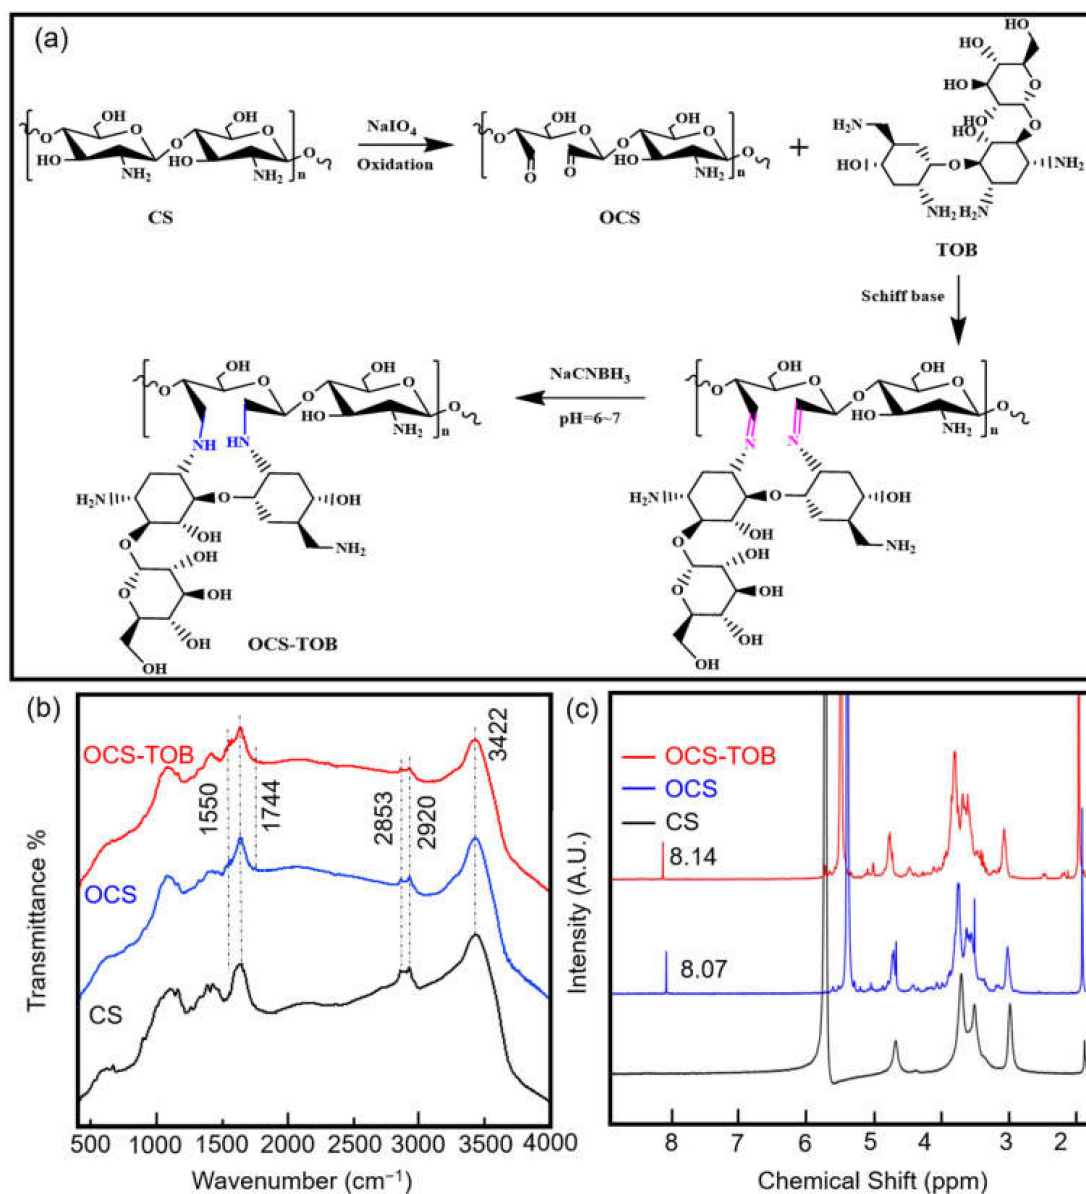 (a)
HO
HO
HO
OH
OH
O
HO
O
O
O
O
HO
NH₂
HO
NH₂
n
CS
NaIO₄
Oxidation
OH
OH
O
O
O
O
O
O
O
HO
NH₂
n
OCS
+
H₂N
HO
O
HO
O
O
HO
NH₂
NH₂
H₂N
TOB
Schiff base
OH
OH
O
O
O
O
O
HO
NH₂
n
NH
HN
H₂N
O
OH
O
OH
NH₂
OH
O
OH
OH
OH
OCS-TOB
NaCNBH₃
pH=6~7
OH
OH
O
O
O
O
O
HO
NH₂
n
N
N
H₂N
O
OH
OH
O
NH₂
OH
O
OH
OH
OH
(b)
OCS-TOB
OCS
CS
1550
1744
2853
2920
3422
Transmittance %
500 1000 1500 2000 2500 3000 3500 4000
Wavenumber (cm⁻¹)
(c)
OCS-TOB
OCS
CS
8.14
8.07
Intensity (A.U.)
8 7 6 5 4 3 2
Chemical Shift (ppm)